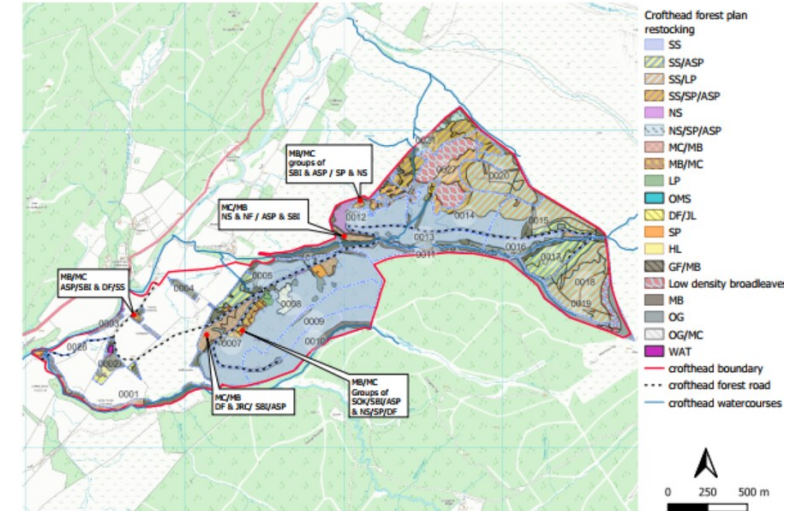 Crofthead forest plan
restocking
SS
SS/ASP
SS/LP
SS/SP/ASP
NS
NS/SP/ASP
MC/MB
MB/MC
LP
OMS
DF/JL
SP
HL
GF/MB
Low density broadleaves
MB
OG
OG/MC
WAT
crofthead boundary
crofthead forest road
crofthead watercourses
0 250 500 m
MB/MC
groups of
SBI & ASP / SP & NS
MC/MB
NS & NF / ASP & SBI
MB/MC
ASP/SBI & DF/SS
MC/MB
DF & JRC/ SBI/ASP
MB/MC
Groups of
SOK/SBI/ASP
& NS/SP/DF
0020
0012
0014
0015
0013
0016
0011
0017
0018
0019
0005
0004
0008
0009
0010
0007
0003
0001